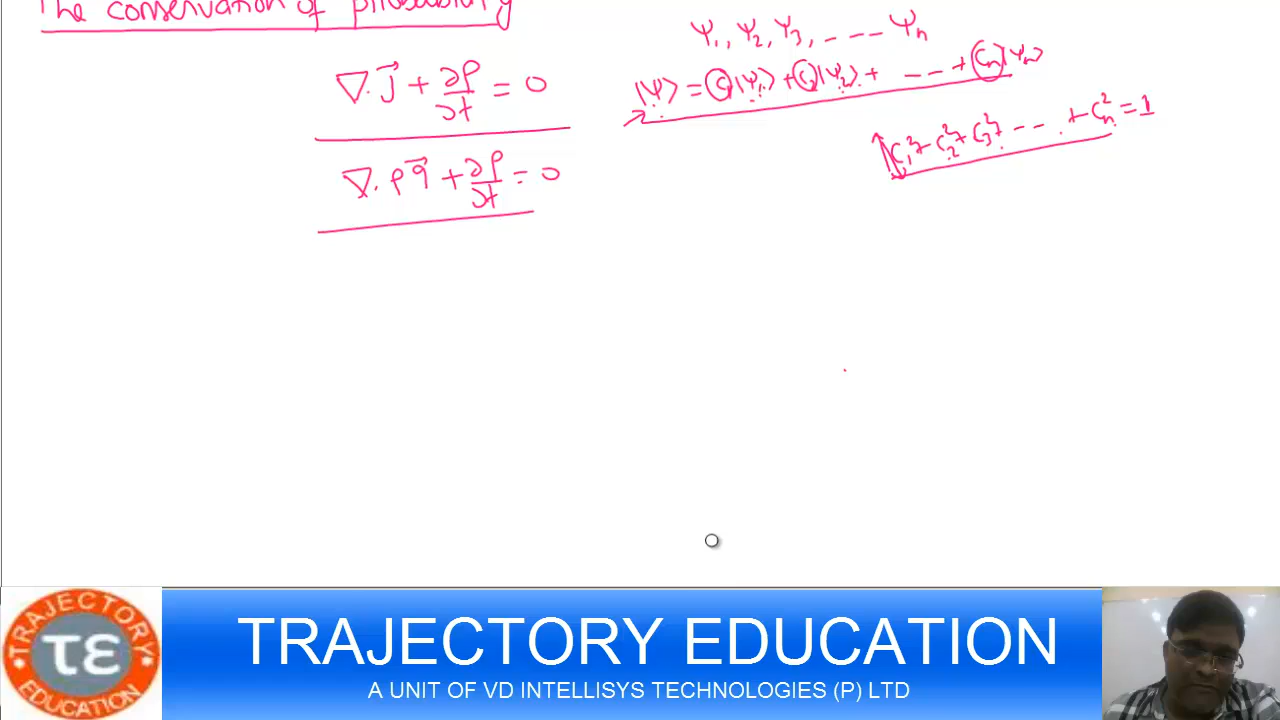 The conservation of probability
∇·J⃗ + ∂ρ/∂t = 0
∇·ρq⃗ + ∂ρ/∂t = 0
Ψ₁, Ψ₂, Ψ₃, ----- Ψₙ
|Ψ⟩ = C₁|Ψ₁⟩ + C₂|Ψ₂⟩ + ---- + Cₙ|Ψₙ⟩
C₁² + C₂² + C₃² + --- . + Cₙ² = 1
TRAJECTORY
TE
EDUCATION
TRAJECTORY EDUCATION
A UNIT OF VD INTELLISYS TECHNOLOGIES (P) LTD